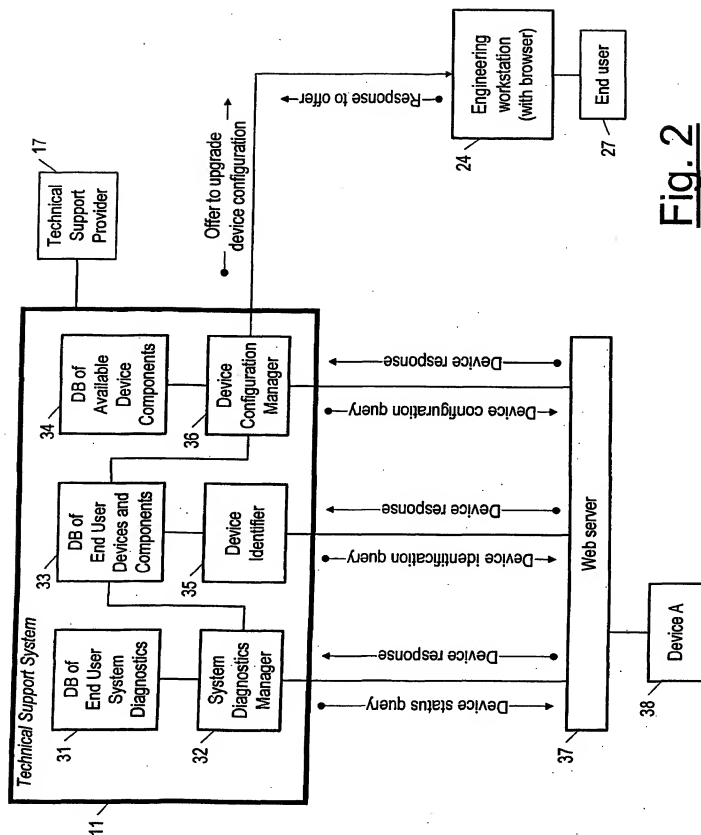 17
Technical
Support
Provider
11
Technical Support System
31
DB of
End User
System
Diagnostics
33
DB of
End User
Devices and
Components
34
DB of
Available
Device
Components
32
System
Diagnostics
Manager
35
Device
Identifier
36
Device
Configuration
Manager
Offer to upgrade
device configuration
Response to offer
24
Engineering
workstation
(with browser)
27
End user
Device status query
Device response
Device identification query
Device response
Device configuration query
Device response
37
Web server
38
Device A
Fig. 2